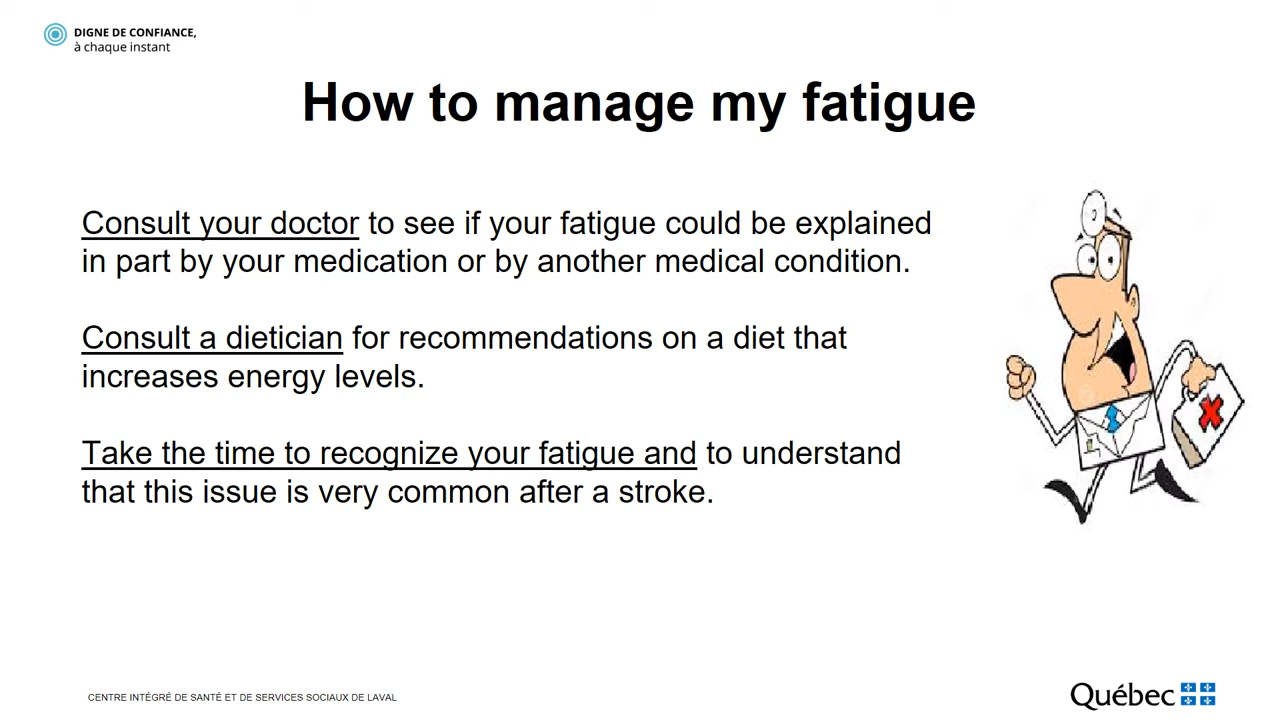 DIGNE DE CONFIANCE,
à chaque instant
How to manage my fatigue
Consult your doctor to see if your fatigue could be explained
in part by your medication or by another medical condition.
Consult a dietician for recommendations on a diet that
increases energy levels.
Take the time to recognize your fatigue and to understand
that this issue is very common after a stroke.
CENTRE INTÉGRÉ DE SANTÉ ET DE SERVICES SOCIAUX DE LAVAL
Québec